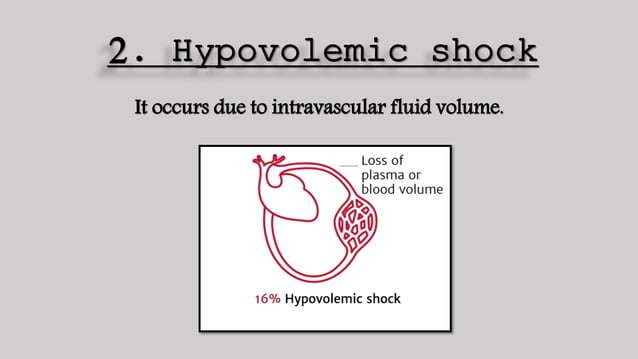 2. Hypovolemic shock
It occurs due to intravascular fluid volume.
Loss of
plasma or
blood volume
16% Hypovolemic shock